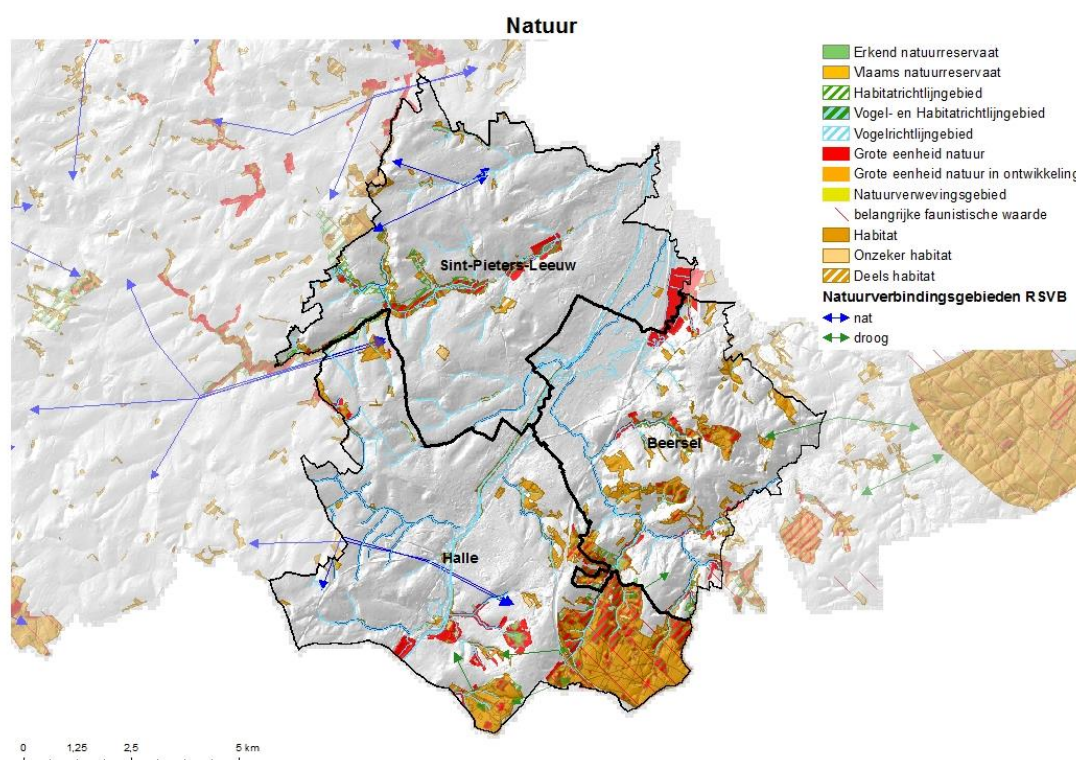 Natuur
Erkend natuurreservaat
Vlaams natuurreservaat
Habitatrichtlijngebied
Vogel- en Habitatrichtlijngebied
Vogelrichtlijngebied
Grote eenheid natuur
Grote eenheid natuur in ontwikkeling
Natuurverwevingsgebied
belangrijke faunistische waarde
Habitat
Onzeker habitat
Deels habitat
Natuurverbindingsgebieden RSVB
nat
droog
Sint-Pieters-Leeuw
Beersel
Halle
0 1,25 2,5 5 km